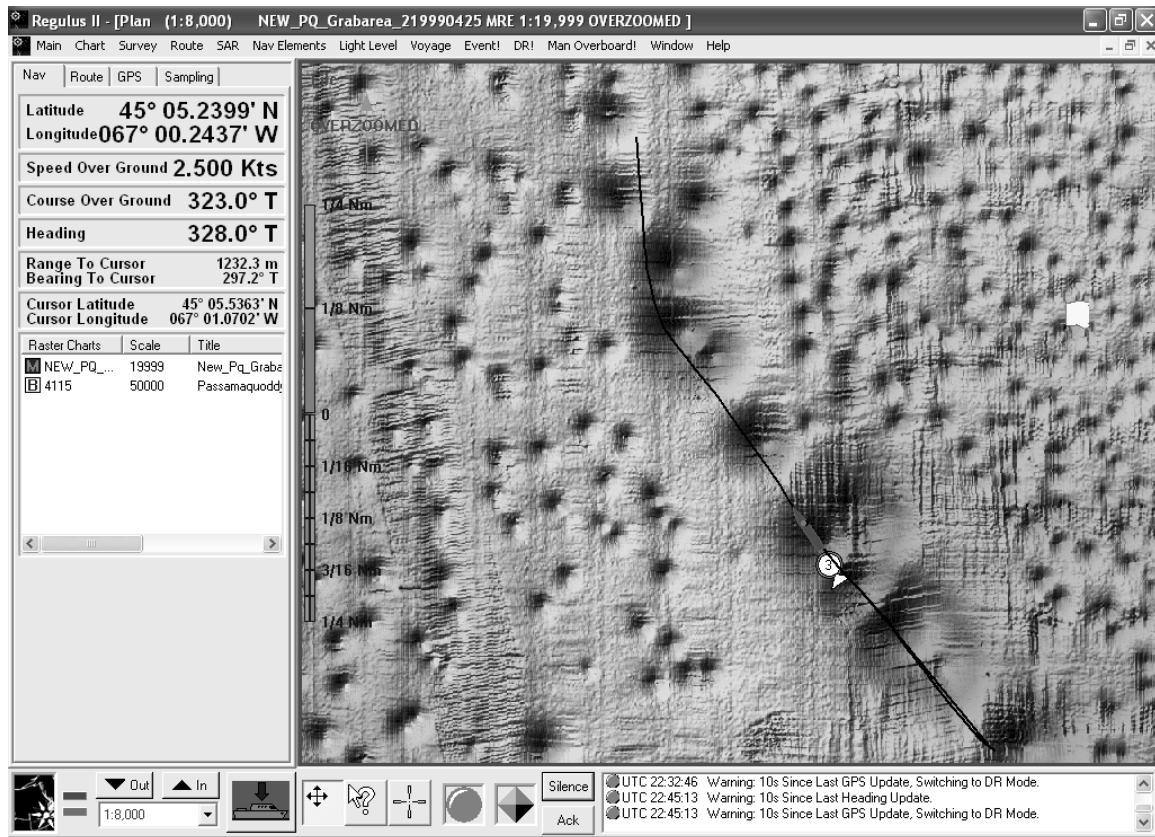 Regulus II - [Plan (1:8,000) NEW_PQ_Grabarea_219990425 MRE 1:19,999 OVERZOOMED ]
Main Chart Survey Route SAR Nav Elements Light Level Voyage Event! DR! Man Overboard! Window Help
Nav Route GPS Sampling
Latitude 45° 05.2399' N
Longitude 067° 00.2437' W
Speed Over Ground 2.500 Kts
Course Over Ground 323.0° T
Heading 328.0° T
Range To Cursor 1232.3 m
Bearing To Cursor 297.2° T
Cursor Latitude 45° 05.5363' N
Cursor Longitude 067° 01.0702' W
Raster Charts Scale Title
M NEW_PQ_... 19999 New_Pq_Graba
B 4115 50000 Passamaquoddy
OVERZOOMED
1/4 Nm
1/8 Nm
0
1/16 Nm
1/8 Nm
3/16 Nm
1/4 Nm
3
Out In
1:8,000
Silence
Ack
UTC 22:32:46 Warning: 10s Since Last GPS Update, Switching to DR Mode.
UTC 22:45:13 Warning: 10s Since Last Heading Update.
UTC 22:45:13 Warning: 10s Since Last GPS Update, Switching to DR Mode.